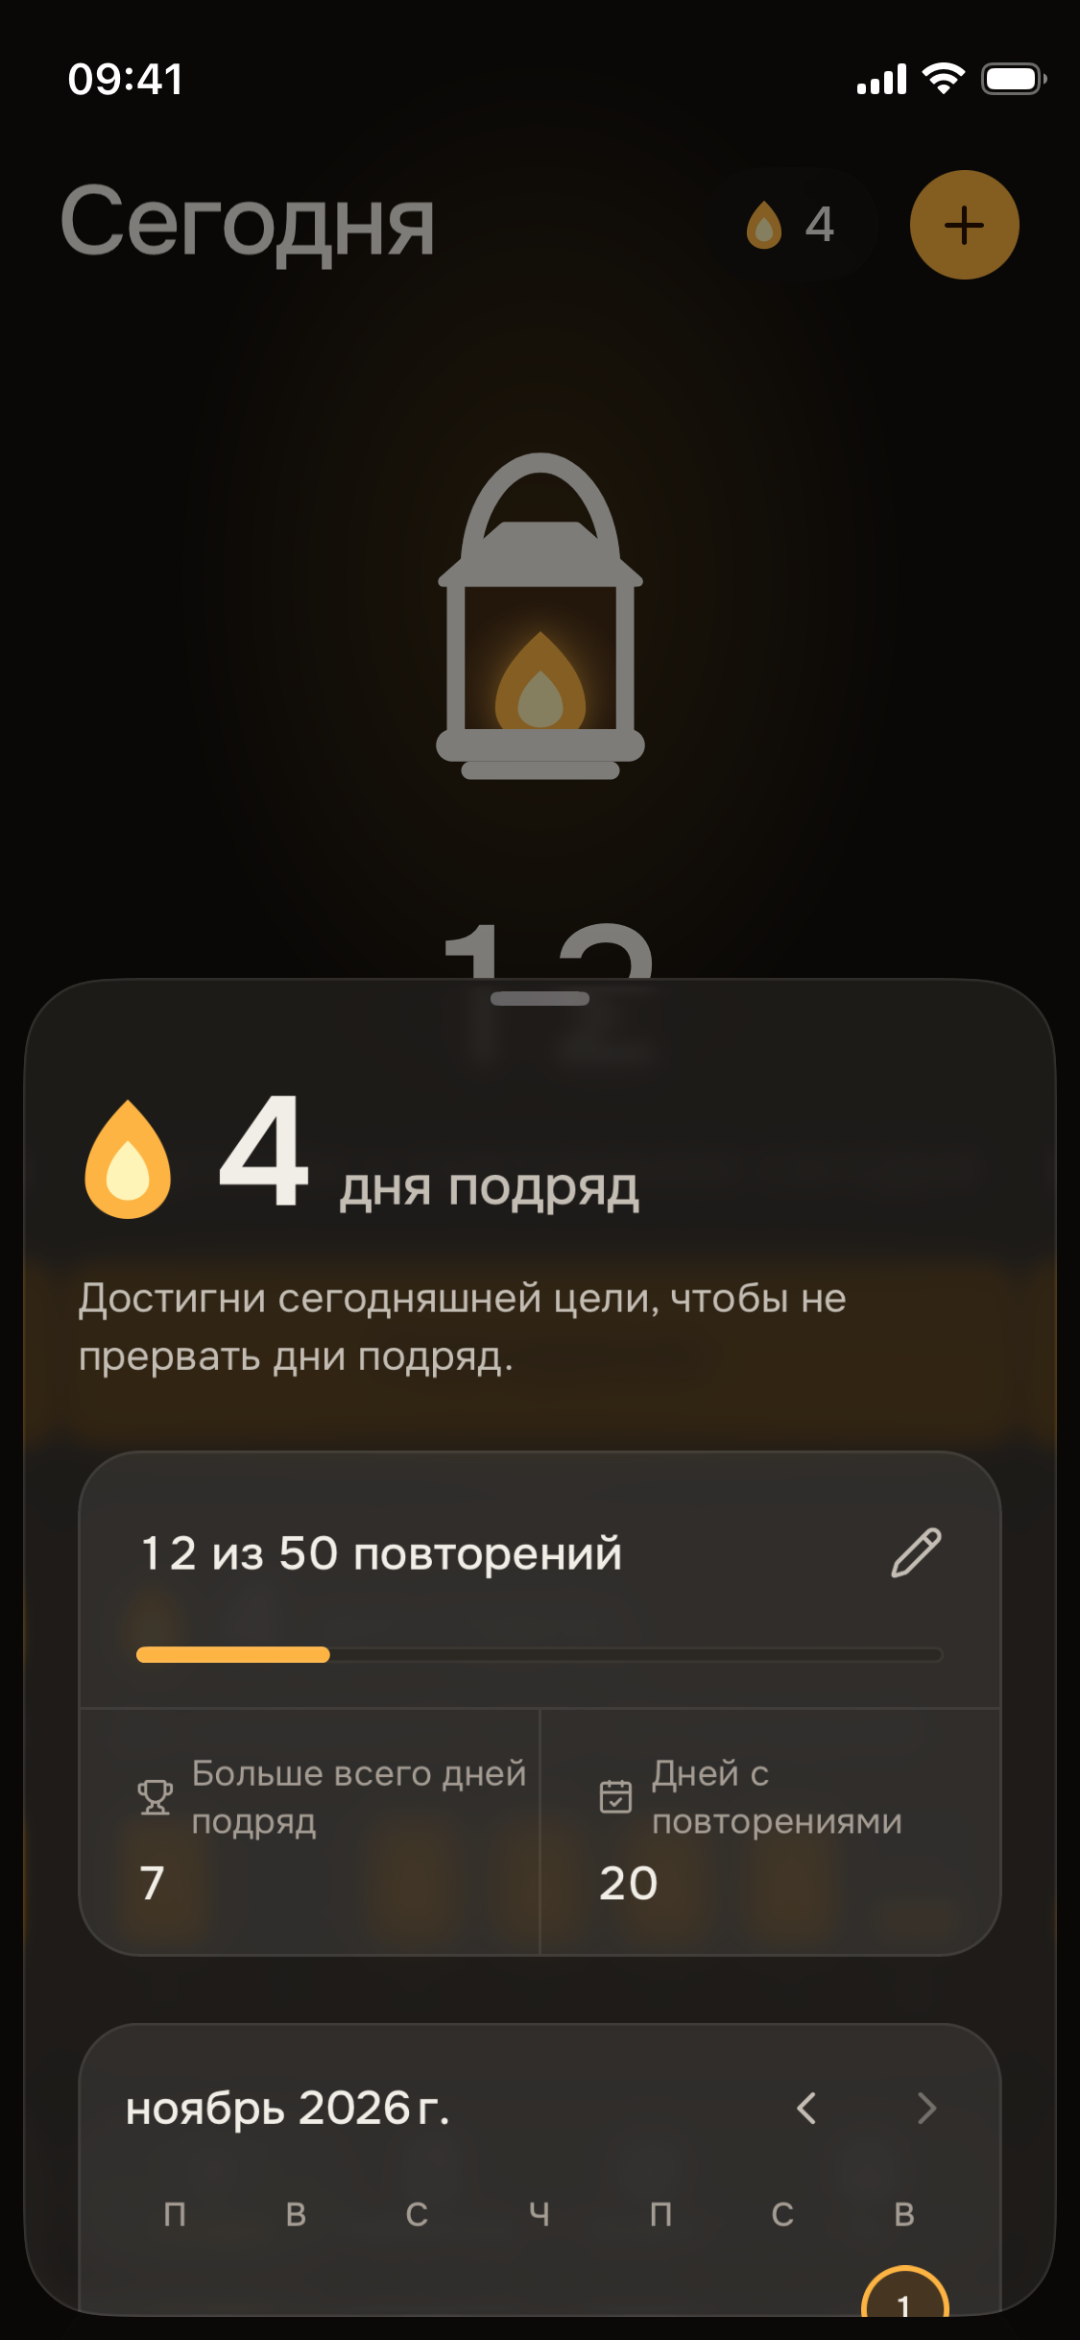 09:41
Сегодня
4
12
4 дня подряд
Достигни сегодняшней цели, чтобы не
прервать дни подряд.
12 из 50 повторений
Больше всего дней
подряд
7
Дней с
повторениями
20
ноябрь 2026 г.
П В С Ч П С В
1